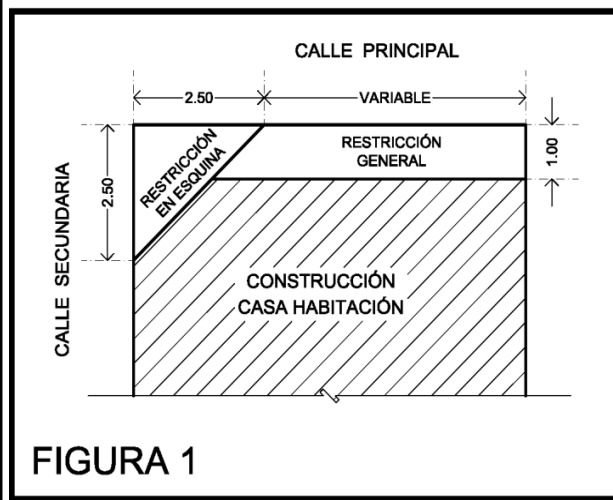 CALLE PRINCIPAL
2.50
VARIABLE
RESTRICCIÓN
EN ESQUINA
RESTRICCIÓN
GENERAL
1.00
2.50
CALLE SECUNDARIA
CONSTRUCCIÓN
CASA HABITACIÓN
FIGURA 1